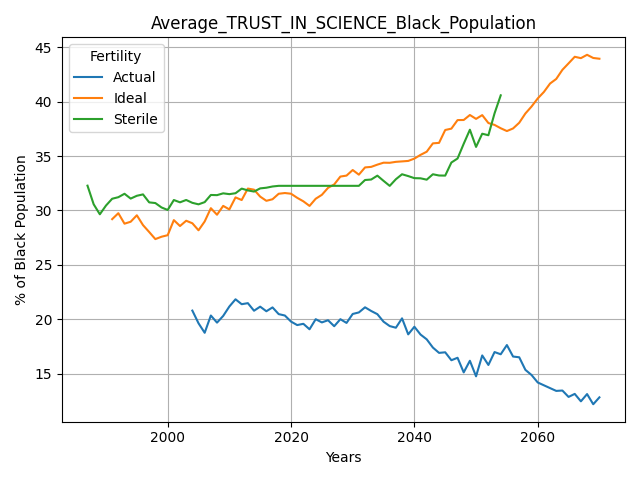 Average_TRUST_IN_SCIENCE_Black_Population
Fertility
Actual
Ideal
Sterile
% of Black Population
45
40
35
30
25
20
15
2000
2020
2040
2060
Years